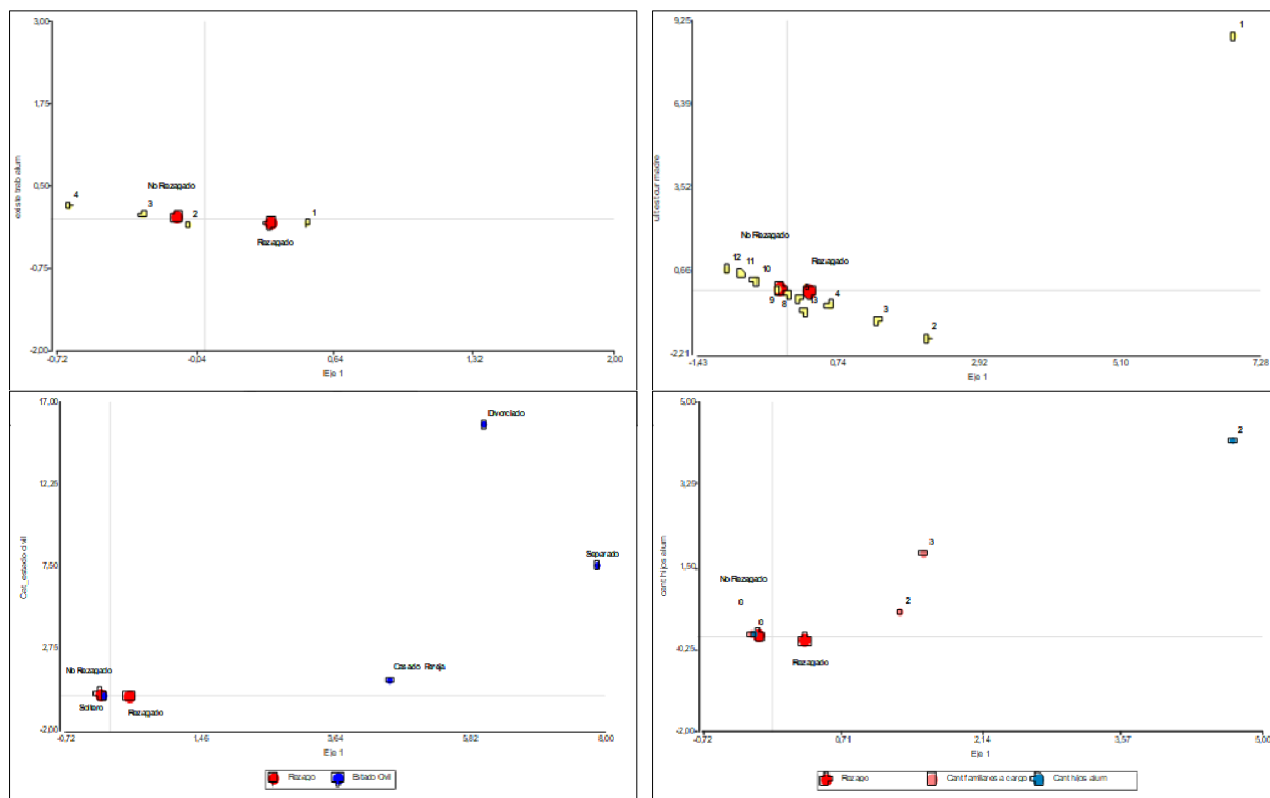 3,00
1,75
0,50
-0,75
-2,00
existe trab alum
4
3
No Rezagado
2
1
Rezagado
-0,72
-0,04
0,64
1,32
2,00
Eje 1
9,25
6,39
3,52
0,66
-2,21
1
No Rezagado
Rezagado
12
11
10
9
8
13
4
3
2
-1,43
0,74
2,92
5,10
7,28
Eje 1
17,00
12,25
7,50
2,75
-2,00
Cat_estado civil
Divorciado
Separado
Casado Pareja
No Rezagado
Soltero
Rezagado
-0,72
1,46
3,64
5,82
8,00
Eje 1
Rezago
Estado Civil
5,00
3,25
1,50
-0,25
-2,00
cant hijos alum
2
3
2
No Rezagado
0
0
Rezagado
-0,72
0,71
2,14
3,57
5,00
Eje 1
Rezago
Cant familiares a cargo
Cant hijos alum